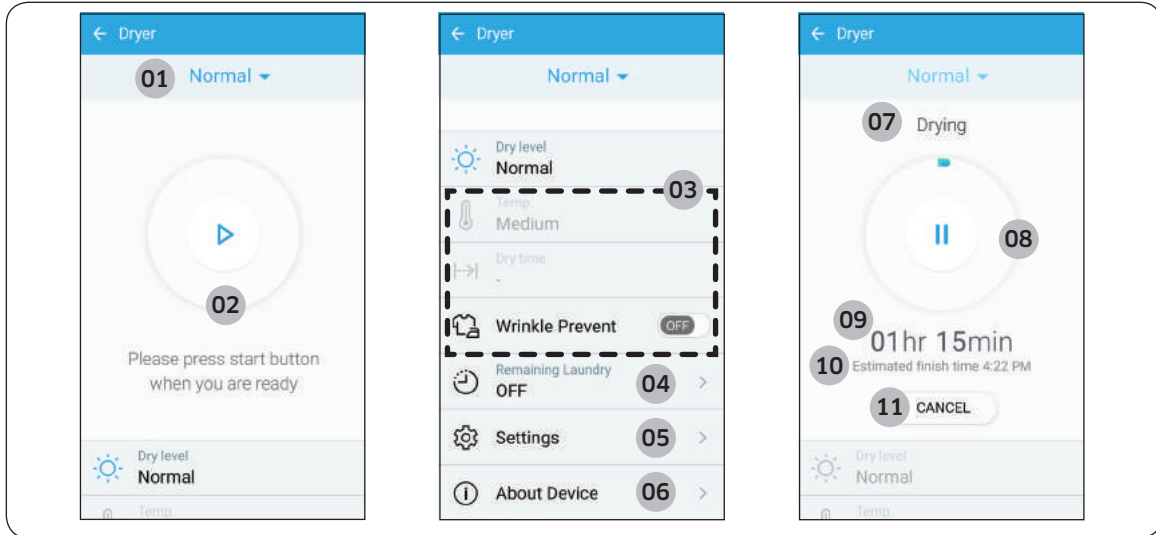 Dryer
01 Normal
02
Please press start button
when you are ready
Dry level
Normal
Temp.
Dryer
Normal
Dry level
Normal
03
Temp.
Medium
Dry time
-
Wrinkle Prevent OFF
Remaining Laundry
OFF
04
Settings 05
About Device 06
Dryer
Normal
07 Drying
08
09
01hr 15min
10 Estimated finish time 4:22 PM
11 CANCEL
Dry level
Normal
Temp.